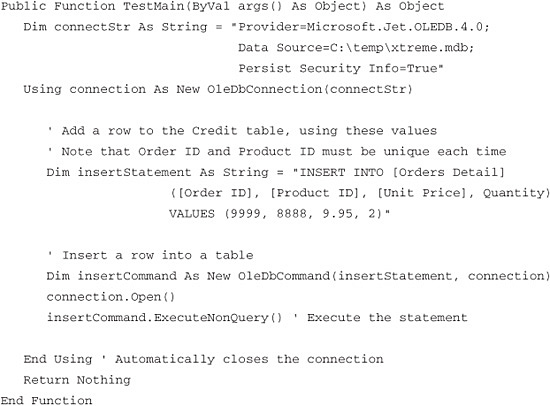 Public Function TestMain(ByVal args() As Object) As Object
Dim connectStr As String = "Provider=Microsoft.Jet.OLEDB.4.0;
Data Source=C:\temp\xtreme.mdb;
Persist Security Info=True"
Using connection As New OleDbConnection(connectStr)
' Add a row to the Credit table, using these values
' Note that Order ID and Product ID must be unique each time
Dim insertStatement As String = "INSERT INTO [Orders Detail]
([Order ID], [Product ID], [Unit Price], Quantity)
VALUES (9999, 8888, 9.95, 2)"
' Insert a row into a table
Dim insertCommand As New OleDbCommand(insertStatement, connection)
connection.Open()
insertCommand.ExecuteNonQuery() ' Execute the statement
End Using ' Automatically closes the connection
Return Nothing
End Function